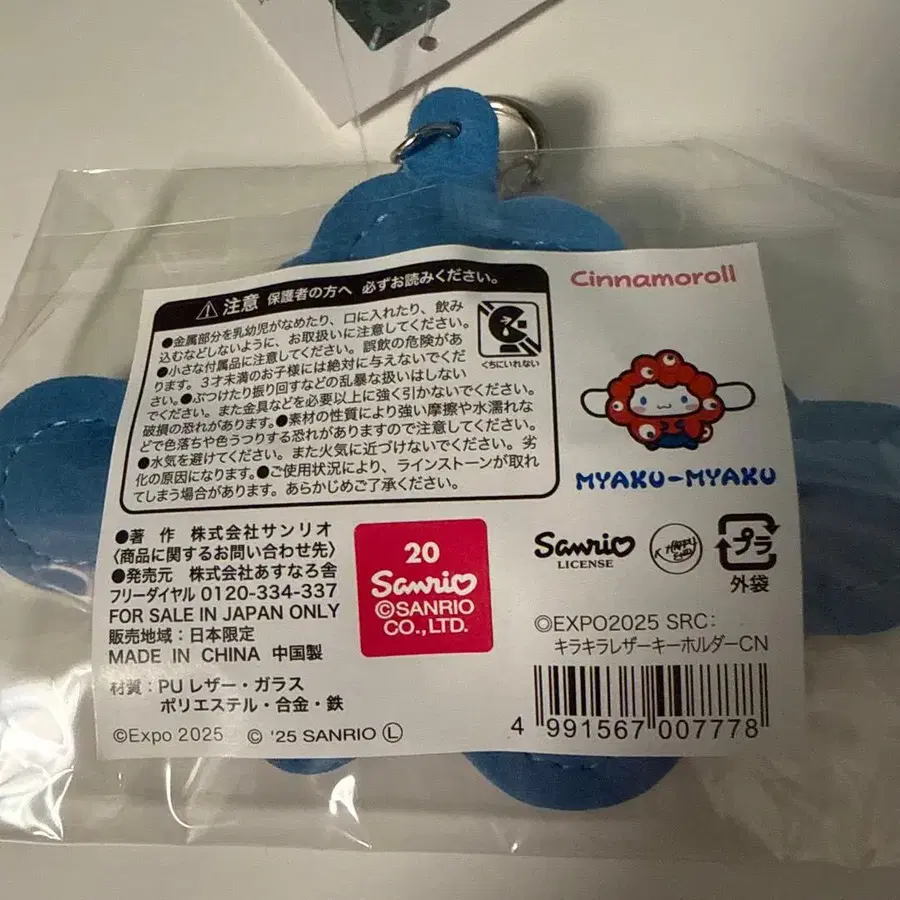 ⚠ 注意 保護者の方へ 必ずお読みください。
●金属部分を乳幼児がなめたり、口に入れたり、飲み
込むなどしないように、お取扱いに注意してください。
●小さな付属品に注意してください。誤飲の危険があ
ります。3才未満のお子様には絶対に与えないでくだ
さい。●ぶつけたり振り回すなどの乱暴な扱いはしない
でください。また金具などを必要以上に強く引かないでください。
破損の恐れがあります。●素材の性質により強い摩擦や水濡れな
どで色落ちや色うつりする恐れがありますので注意してください。
●水気を避けてください。また火気に近づけないでください。劣
化の原因になります。●ご使用状況により、ラインストーンが取れ
てしまう場合があります。あらかじめご了承ください。
くちにいれない
Cinnamoroll
MYAKU-MYAKU
●著 作 株式会社サンリオ
〈商品に関するお問い合わせ先〉
●発売元 株式会社あすなろ舎
フリーダイヤル 0120-334-337
FOR SALE IN JAPAN ONLY
販売地域:日本限定
MADE IN CHINA 中国製
材質:PU レザー・ガラス
ポリエステル・合金・鉄
©Expo 2025 © '25 SANRIO Ⓛ
20
Sanrio
©SANRIO
CO.,LTD.
Sanrio
LICENSE
プラ
外袋
©EXPO2025 SRC:
キラキラレザーキーホルダーCN
4 991567 007778